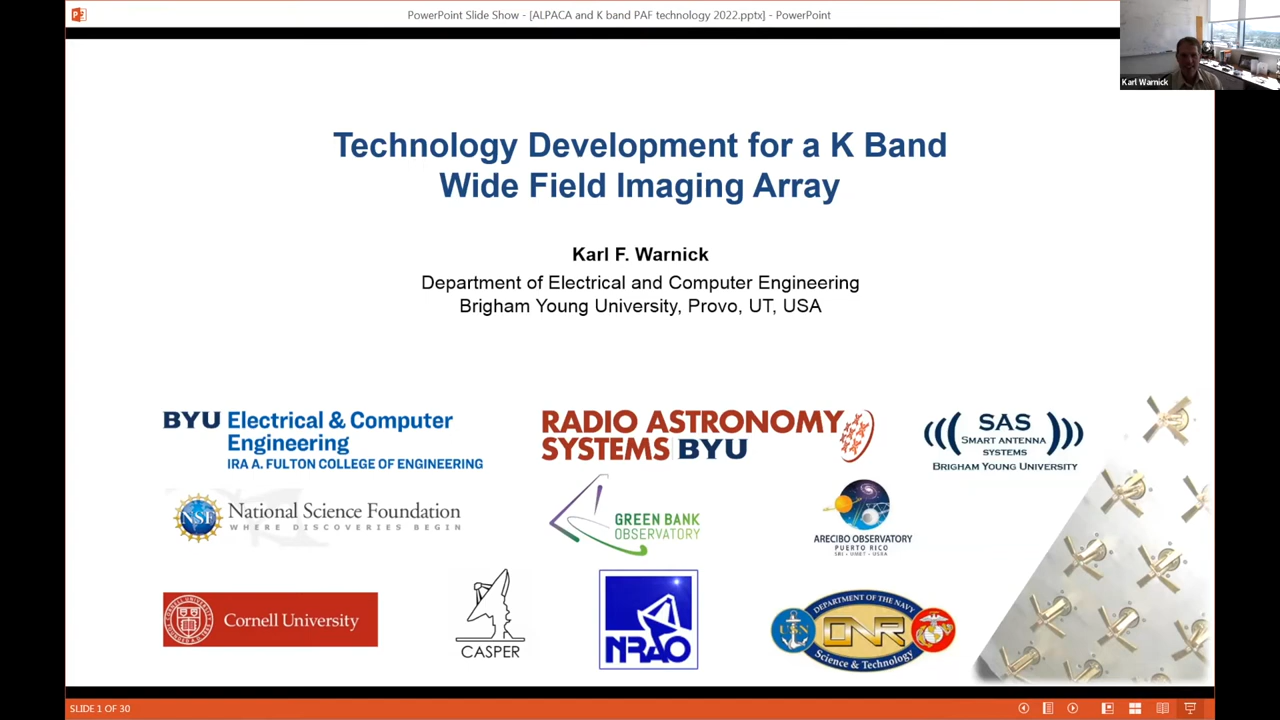 PowerPoint Slide Show - [ALPACA and K band PAF technology 2022.pptx] - PowerPoint
Karl Warnick
Technology Development for a K Band
Wide Field Imaging Array
Karl F. Warnick
Department of Electrical and Computer Engineering
Brigham Young University, Provo, UT, USA
BYU Electrical & Computer
Engineering
IRA A. FULTON COLLEGE OF ENGINEERING
RADIO ASTRONOMY
SYSTEMS BYU
SAS
SMART ANTENNA
SYSTEMS
BRIGHAM YOUNG UNIVERSITY
NSF
National Science Foundation
WHERE DISCOVERIES BEGIN
GREEN BANK
OBSERVATORY
ARECIBO OBSERVATORY
PUERTO RICO
SRI - UMET - USRA
Cornell University
CASPER
NRAO
DEPARTMENT OF THE NAVY
USN
ONR
Science & Technology
SLIDE 1 OF 30